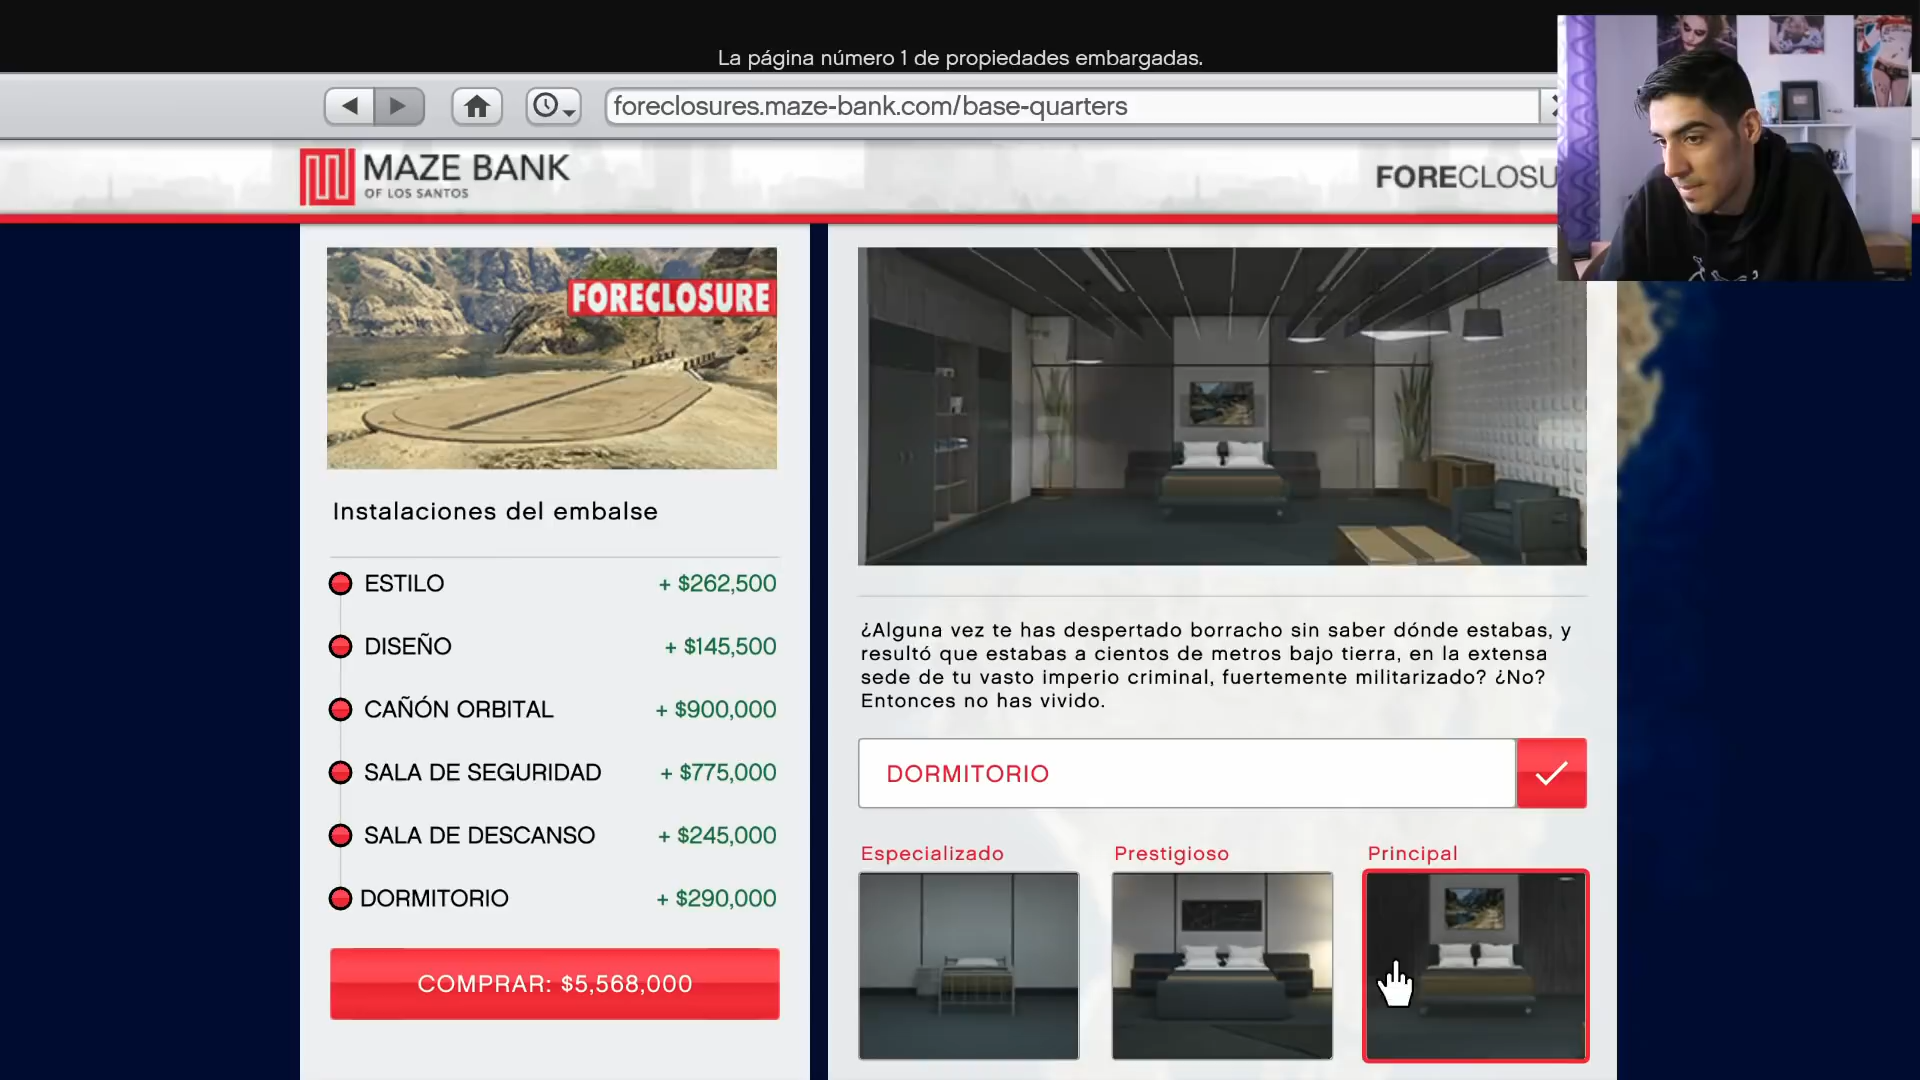 La página número 1 de propiedades embargadas.
foreclosures.maze-bank.com/base-quarters
MAZE BANK
OF LOS SANTOS
FORECLOSU
FORECLOSURE
Instalaciones del embalse
ESTILO + $262,500
DISEÑO + $145,500
CAÑÓN ORBITAL + $900,000
SALA DE SEGURIDAD + $775,000
SALA DE DESCANSO + $245,000
DORMITORIO + $290,000
COMPRAR: $5,568,000
¿Alguna vez te has despertado borracho sin saber dónde estabas, y
resultó que estabas a cientos de metros bajo tierra, en la extensa
sede de tu vasto imperio criminal, fuertemente militarizado? ¿No?
Entonces no has vivido.
DORMITORIO
Especializado
Prestigioso
Principal